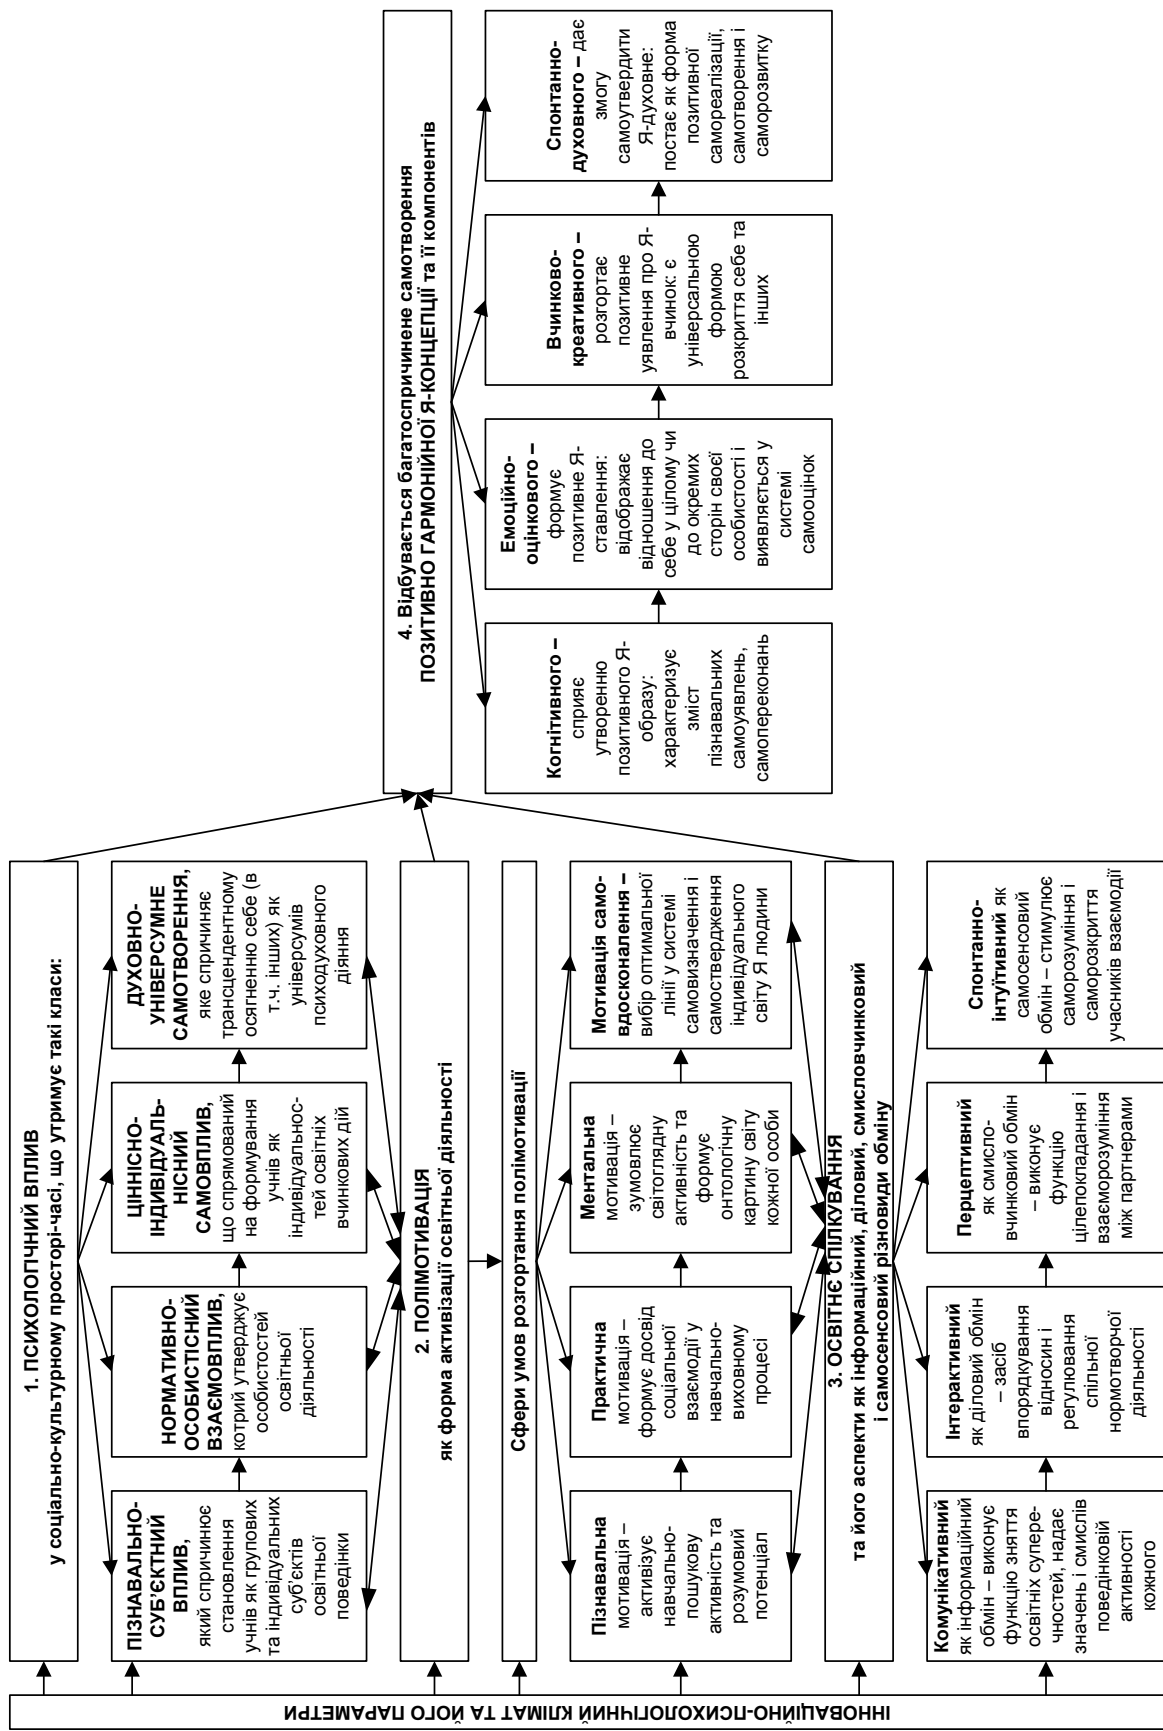 ІННОВАЦІЙНО-ПСИХОЛОГІЧНИЙ КЛІМАТ ТА ЙОГО ПАРАМЕТРИ
1. ПСИХОЛОГІЧНИЙ ВПЛИВ
у соціально-культурному просторі-часі, що утримує такі класи:
ПІЗНАВАЛЬНО-
СУБ'ЄКТНИЙ
ВПЛИВ,
який спричинює
становлення
учнів як групових
та індивідуальних
суб'єктів
освітньої
поведінки
НОРМАТИВНО-
ОСОБИСТІСНИЙ
ВЗАЄМОВПЛИВ,
котрий утверджує
особистостей
освітньої
діяльності
ЦІННІСНО-
ІНДИВІДУАЛЬ-
НІСНИЙ
САМОВПЛИВ,
що спрямований
на формування
учнів як
індивідуальнос-
тей освітніх
вчинкових дій
ДУХОВНО-
УНІВЕРСУМНЕ
САМОТВОРЕННЯ,
яке спричиняє
трансцендентному
осягненню себе (в
т.ч. інших) як
універсумів
психодуховного
діяння
2. ПОЛІМОТИВАЦІЯ
як форма активізації освітньої діяльності
Сфери умов розгортання полімотивації
Пізнавальна
мотивація –
активізує
навчально-
пошукову
активність та
розумовий
потенціал
Практична
мотивація –
формує досвід
соціальної
взаємодії у
навчально-
виховному
процесі
Ментальна
мотивація –
зумовлює
світоглядну
активність та
формує
онтологічну
картину світу
кожної особи
Мотивація само-
вдосконалення –
вибір оптимальної
лінії у системі
самовизначення і
самоствердження
індивідуального
світу Я людини
3. ОСВІТНЄ СПІЛКУВАННЯ
та його аспекти як інформаційний, діловий, смисловчинковий
і самосенсовий різновиди обміну
Комунікативний
як інформаційний
обмін – виконує
функцію зняття
освітніх супере-
чностей, надає
значень і смислів
поведінковій
активності
кожного
Інтерактивний
як діловий обмін
– засіб
впорядкування
відносин і
регулювання
спільної
нормотворчої
діяльності
Перцептивний
як смисло-
вчинковий обмін
– виконує
функцію
цілепокладання і
взаєморозуміння
між партнерами
Спонтанно-
інтуїтивний як
самосенсовий
обмін – стимулює
саморозуміння і
саморозкриття
учасників взаємодії
4. Відбувається багатоспричинене самотворення
ПОЗИТИВНО ГАРМОНІЙНОЇ Я-КОНЦЕПЦІЇ та її компонентів
Когнітивного –
сприяє
утворенню
позитивного Я-
образу:
характеризує
зміст
пізнавальних
самоуявлень,
самопереконань
Емоційно-
оцінкового –
формує
позитивне Я-
ставлення:
відображає
відношення до
себе у цілому чи
до окремих
сторін своєї
особистості і
виявляється у
системі
самооцінок
Вчинково-
креативного –
розгортає
позитивне
уявлення про Я-
вчинок: є
універсальною
формою
розкриття себе та
інших
Спонтанно-
духовного – дає
змогу
самоутвердити
Я-духовне:
постає як форма
позитивної
самореалізації,
самотворення і
саморозвитку